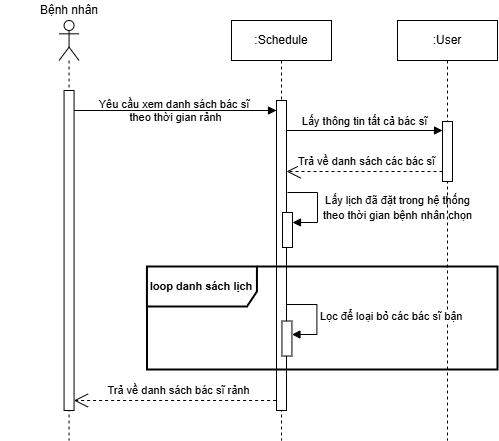 Bệnh nhân
:Schedule
:User
Yêu cầu xem danh sách bác sĩ
theo thời gian rảnh
Lấy thông tin tất cả bác sĩ
Trả về danh sách các bác sĩ
Lấy lịch đã đặt trong hệ thống
theo thời gian bệnh nhân chọn
loop danh sách lịch
Lọc để loại bỏ các bác sĩ bận
Trả về danh sách bác sĩ rảnh